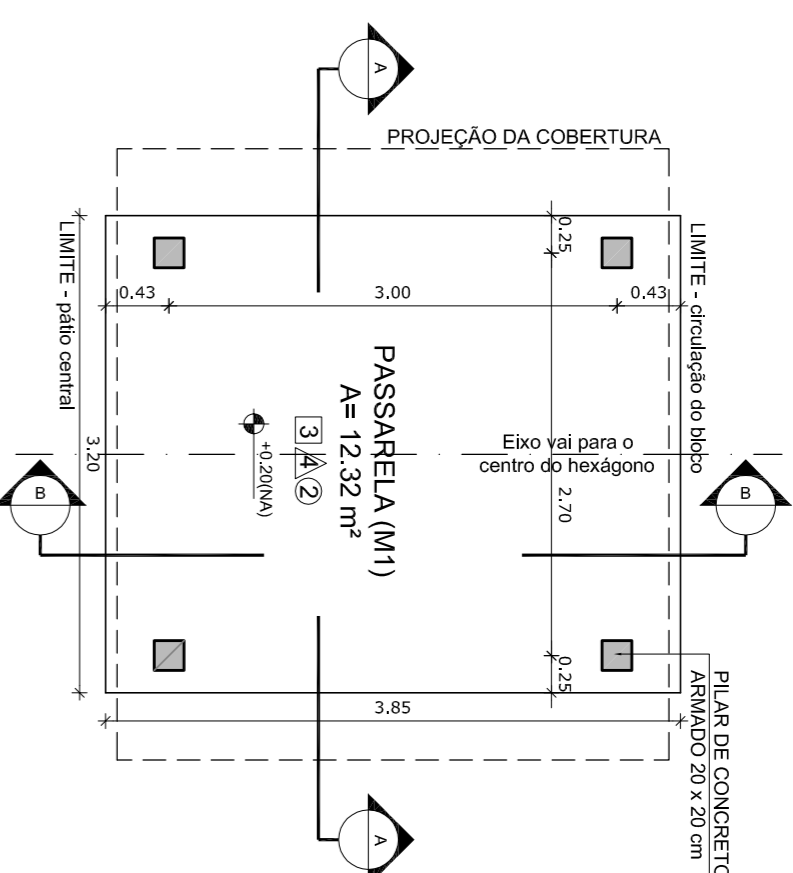 A
PROJEÇÃO DA COBERTURA
LIMITE - pátio central
LIMITE - circulação do bloco
0.25
0.43
3.00
0.43
PASSARELA (M1)
A= 12.32 m²
3 4 2
+0.20(NA)
Eixo vai para o
centro do hexágono
3.20
2.70
B
B
0.25
3.85
PILAR DE CONCRETO
ARMADO 20 x 20 cm
A